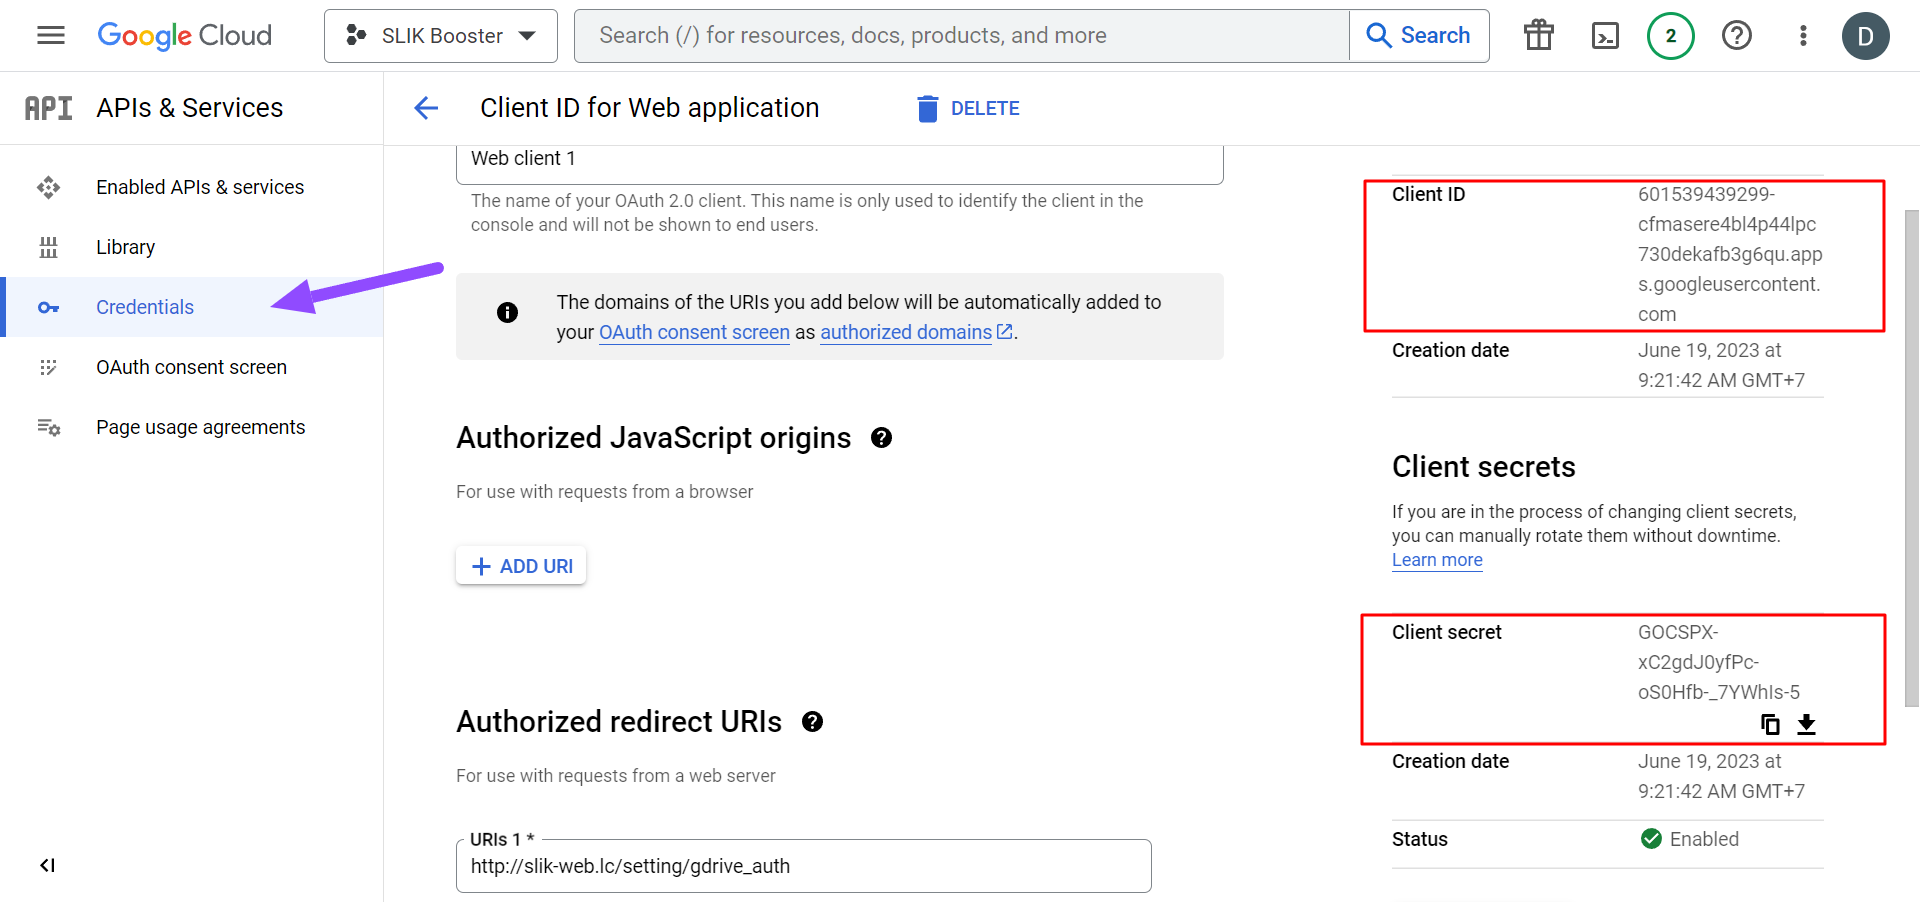 Google Cloud
SLIK Booster
Search (/) for resources, docs, products, and more
Search
2
D
API
APIs & Services
Client ID for Web application
DELETE
Enabled APIs & services
Library
Credentials
OAuth consent screen
Page usage agreements
Web client 1
The name of your OAuth 2.0 client. This name is only used to identify the client in the
console and will not be shown to end users.
The domains of the URIs you add below will be automatically added to
your OAuth consent screen as authorized domains.
Authorized JavaScript origins
For use with requests from a browser
ADD URI
Authorized redirect URIs
For use with requests from a web server
URIs 1 *
http://slik-web.lc/setting/gdrive_auth
Client ID
601539439299-
cfmasere4bl4p44lpc
730dekafb3g6qu.app
s.googleusercontent.
com
Creation date
June 19, 2023 at
9:21:42 AM GMT+7
Client secrets
If you are in the process of changing client secrets,
you can manually rotate them without downtime.
Learn more
Client secret
GOCSPX-
xC2gdJ0yfPc-
oS0Hfb-_7YWhIs-5
Creation date
June 19, 2023 at
9:21:42 AM GMT+7
Status
Enabled